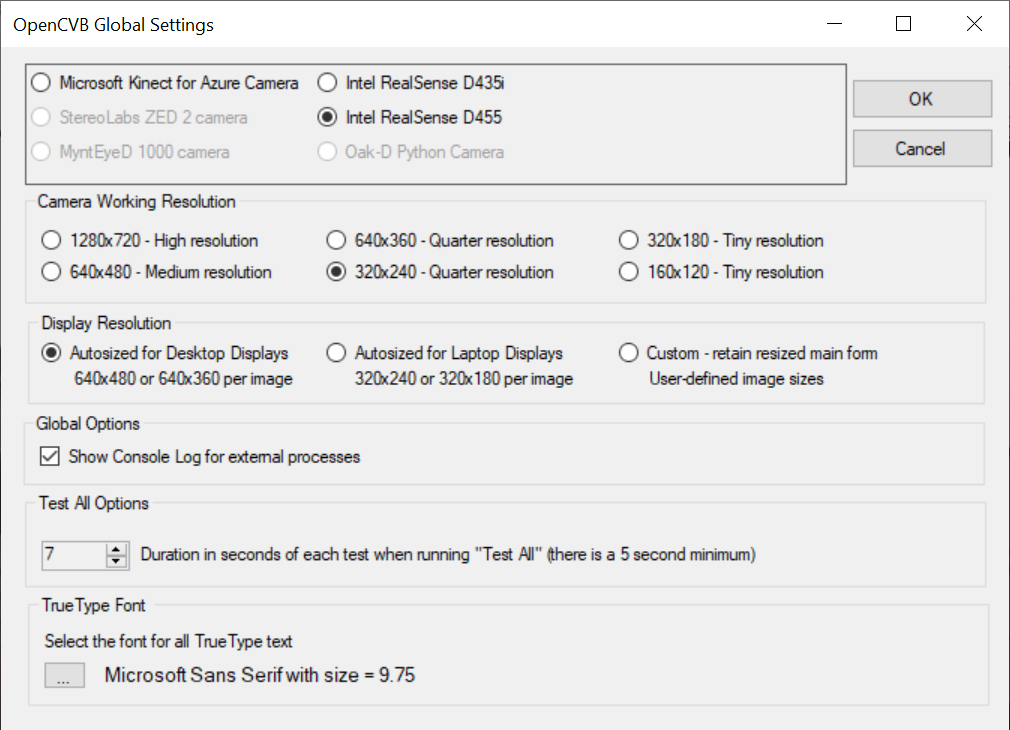 OpenCVB Global Settings
Microsoft Kinect for Azure Camera
Intel RealSense D435i
StereoLabs ZED 2 camera
Intel RealSense D455
MyntEyeD 1000 camera
Oak-D Python Camera
OK
Cancel
Camera Working Resolution
1280x720 - High resolution
640x360 - Quarter resolution
320x180 - Tiny resolution
640x480 - Medium resolution
320x240 - Quarter resolution
160x120 - Tiny resolution
Display Resolution
Autosized for Desktop Displays
640x480 or 640x360 per image
Autosized for Laptop Displays
320x240 or 320x180 per image
Custom - retain resized main form
User-defined image sizes
Global Options
Show Console Log for external processes
Test All Options
7
Duration in seconds of each test when running "Test All" (there is a 5 second minimum)
TrueType Font
Select the font for all TrueType text
...
Microsoft Sans Serif with size = 9.75